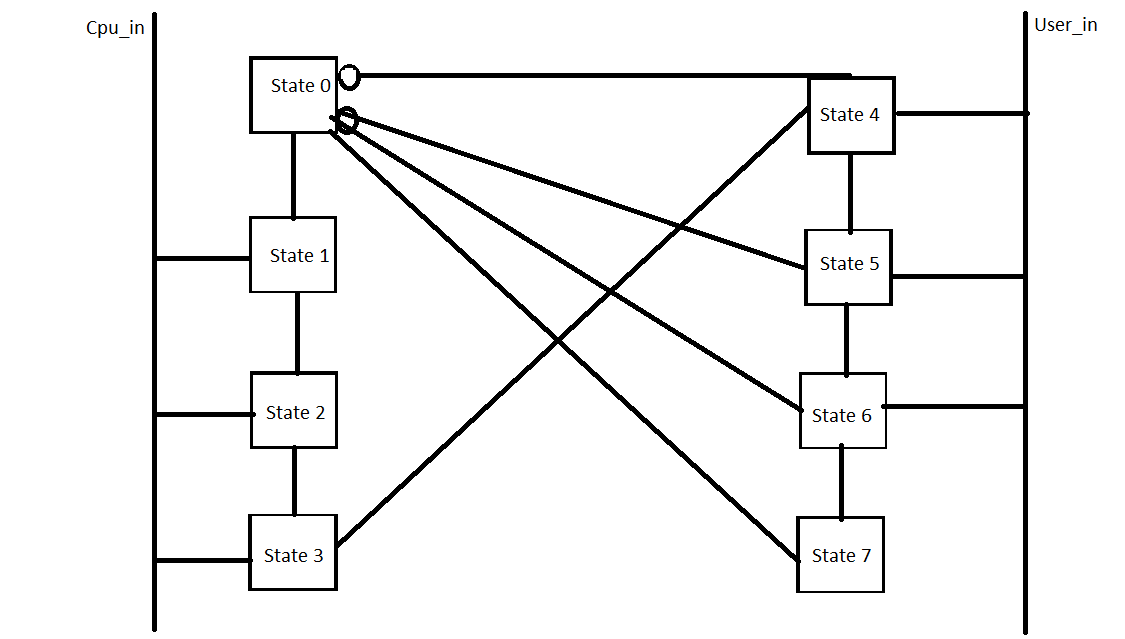 Cpu_in
User_in
State 0
State 4
State 1
State 5
State 2
State 6
State 3
State 7